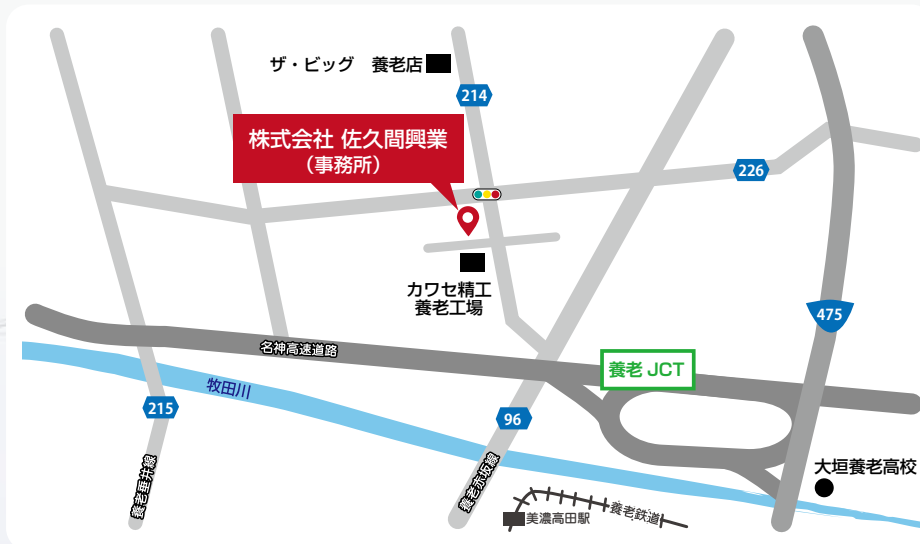 ザ・ビッグ 養老店
214
株式会社 佐久間興業
（事務所）
226
カワセ精工
養老工場
475
名神高速道路
養老 JCT
牧田川
215
96
養老垂井線
養老赤坂線
大垣養老高校
美濃高田駅
養老鉄道